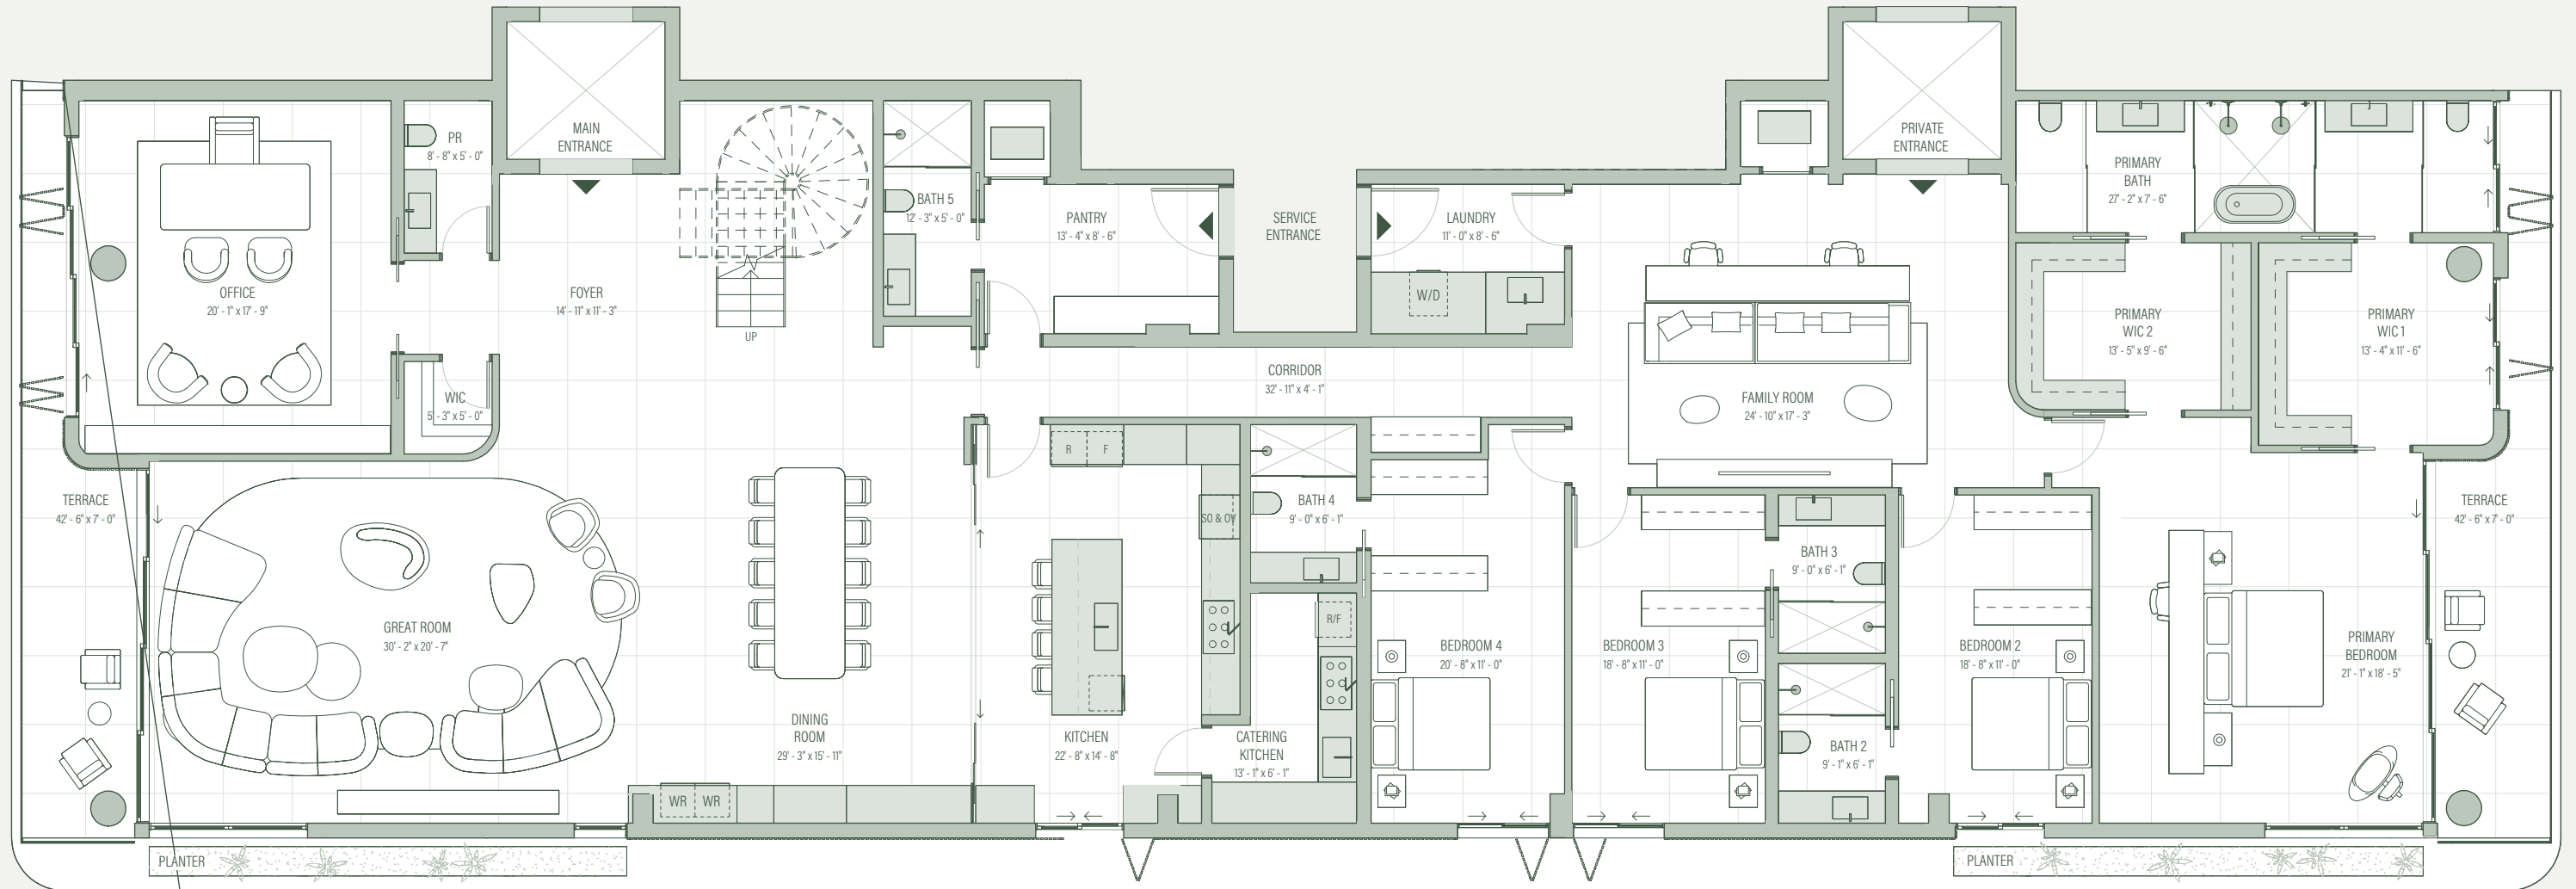 MAIN
ENTRANCE
PR
8' - 8" x 5' - 0"
OFFICE
20' - 1" x 17' - 9"
FOYER
14' - 11" x 11' - 3"
UP
WIC
5' - 3" x 5' - 0"
BATH 5
12' - 3" x 5' - 0"
PANTRY
13' - 4" x 8' - 6"
SERVICE
ENTRANCE
LAUNDRY
11' - 0" x 8' - 6"
W/D
CORRIDOR
32' - 11" x 4' - 1"
PRIVATE
ENTRANCE
FAMILY ROOM
24' - 10" x 17' - 3"
PRIMARY
BATH
27' - 2" x 7' - 6"
PRIMARY
WIC 2
13' - 5" x 9' - 6"
PRIMARY
WIC 1
13' - 4" x 11' - 6"
TERRACE
42' - 6" x 7' - 0"
GREAT ROOM
30' - 2" x 20' - 7"
DINING
ROOM
29' - 3" x 15' - 11"
WR
WR
R
F
SO & OV
KITCHEN
22' - 8" x 14' - 8"
BATH 4
9' - 0" x 6' - 1"
R/F
CATERING
KITCHEN
13' - 1" x 6' - 1"
BEDROOM 4
20' - 8" x 11' - 0"
BEDROOM 3
18' - 8" x 11' - 0"
BATH 3
9' - 0" x 6' - 1"
BATH 2
9' - 1" x 6' - 1"
BEDROOM 2
18' - 8" x 11' - 0"
PRIMARY
BEDROOM
21' - 1" x 18' - 5"
TERRACE
42' - 6" x 7' - 0"
PLANTER
PLANTER